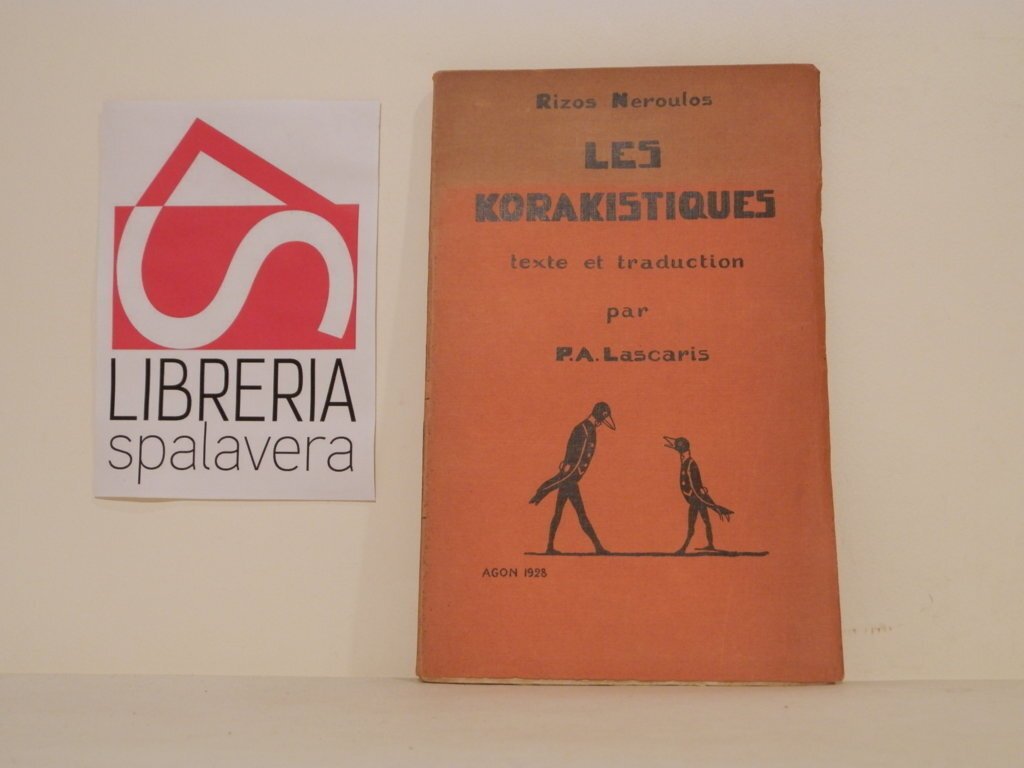 LIBRERIA
spalavera
Rizos Neroulos
LES
KORAKISTIQUES
texte et traduction
par
P.A. Lascaris
AGON 1928